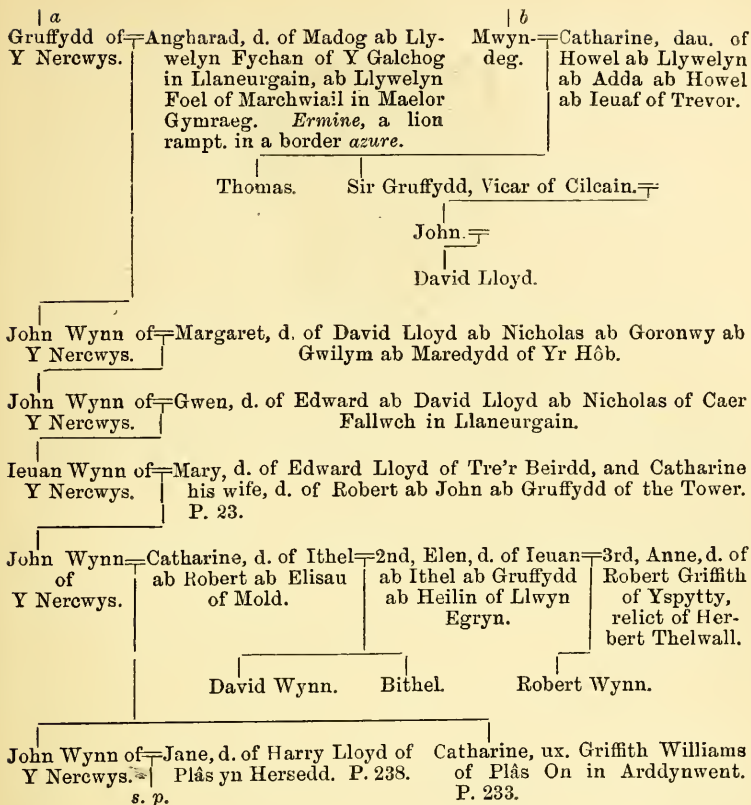 a
b
Gruffydd of Angharad, d. of Madog ab Lly- Mwyn- Catharine, dau. of
Y Nercwys. welyn Fychan of Y Galchog deg. Howel ab Llywelyn
in Llaneurgain, ab Llywelyn ab Adda ab Howel
Foel of Marchwiail in Maelor ab Ieuaf of Trevor.
Gymraeg. Ermine, a lion
rampt. in a border azure.
Thomas. Sir Gruffydd, Vicar of Cilcain.
John.
David Lloyd.
John Wynn of Margaret, d. of David Lloyd ab Nicholas ab Goronwy ab
Y Nercwys. Gwilym ab Maredydd of Yr Hôb.
John Wynn of Gwen, d. of Edward ab David Lloyd ab Nicholas of Caer
Y Nercwys. Fallwch in Llaneurgain.
Ieuan Wynn of Mary, d. of Edward Lloyd of Tre'r Beirdd, and Catharine
Y Nercwys. his wife, d. of Robert ab John ab Gruffydd of the Tower.
P. 23.
John Wynn Catharine, d. of Ithel 2nd, Elen, d. of Ieuan 3rd, Anne, d. of
of ab Robert ab Elisau ab Ithel ab Gruffydd Robert Griffith
Y Nercwys. of Mold. ab Heilin of Llwyn of Yspytty,
Egryn. relict of Her-
bert Thelwall.
David Wynn. Bithel. Robert Wynn.
John Wynn of Jane, d. of Harry Lloyd of Catharine, ux. Griffith Williams
Y Nercwys. Plâs yn Hersedd. P. 238. of Plâs On in Arddynwent.
s. p. P. 233.